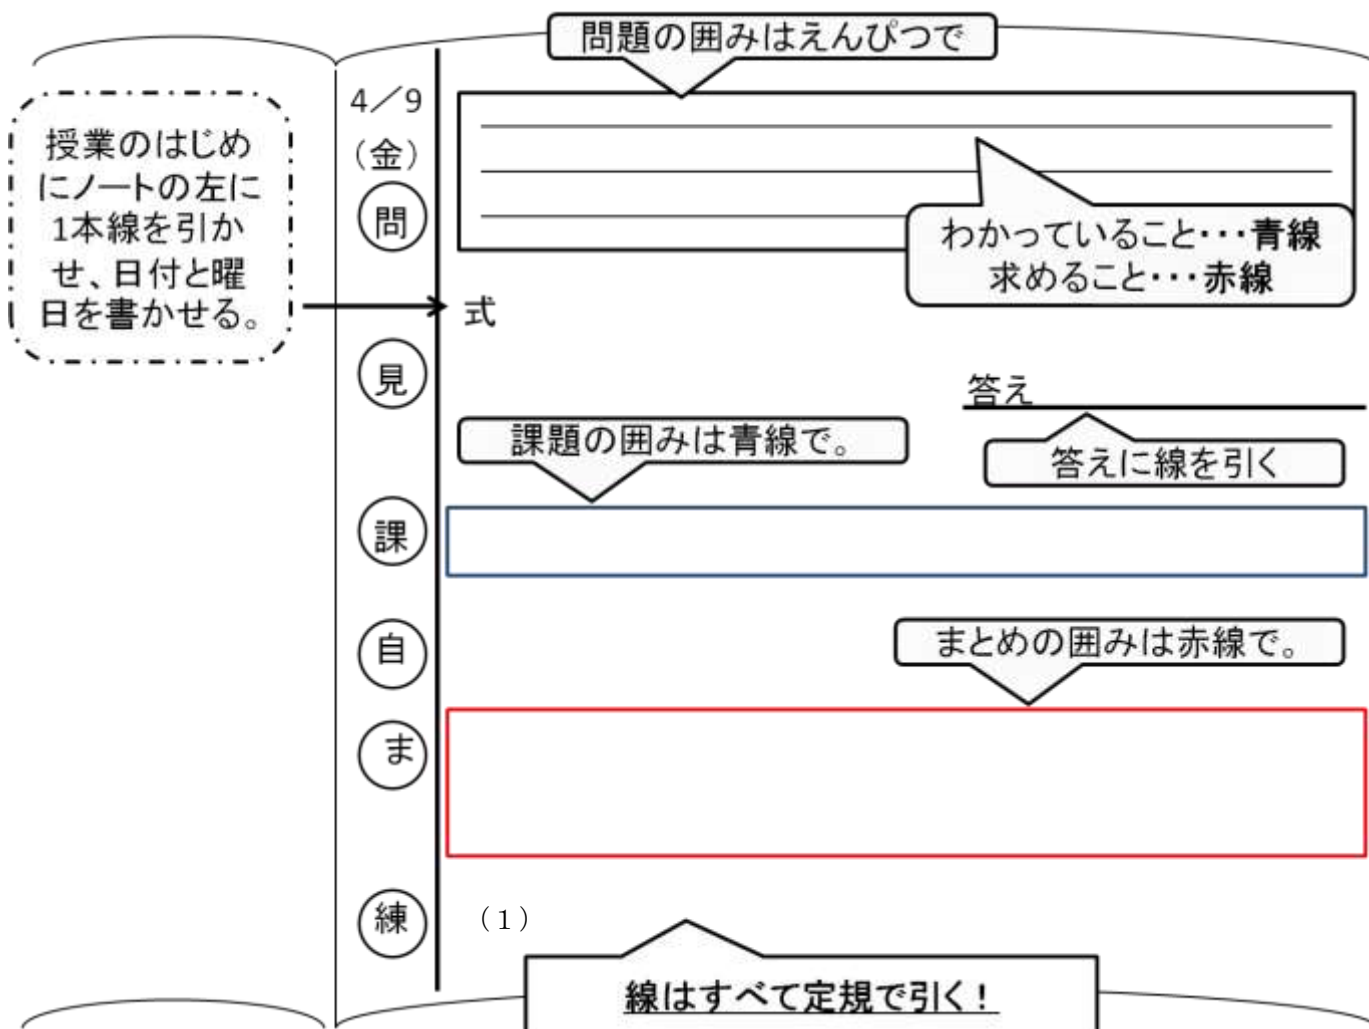 問題の囲みはえんぴつで
4／9
（金）
授業のはじめ
にノートの左に
1本線を引か
せ、日付と曜
日を書かせる。
問
わかっていること・・・青線
求めること・・・赤線
式
見
答え
課題の囲みは青線で。
答えに線を引く
課
自
まとめの囲みは赤線で。
ま
練
（1）
線はすべて定規で引く！